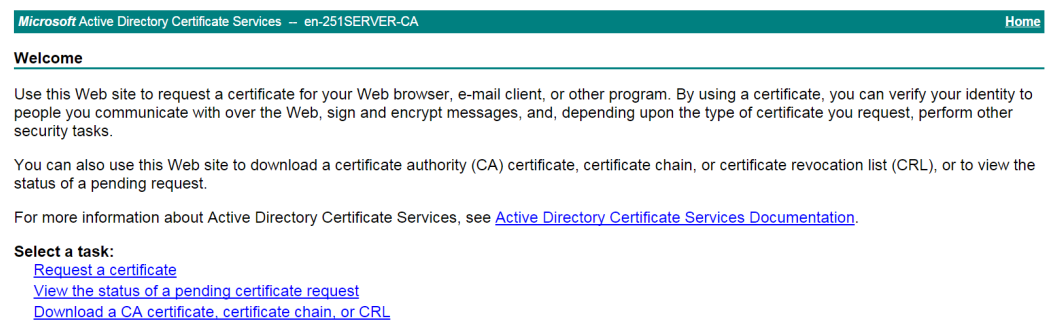 Microsoft Active Directory Certificate Services -- en-251SERVER-CA Home
Welcome
Use this Web site to request a certificate for your Web browser, e-mail client, or other program. By using a certificate, you can verify your identity to
people you communicate with over the Web, sign and encrypt messages, and, depending upon the type of certificate you request, perform other
security tasks.
You can also use this Web site to download a certificate authority (CA) certificate, certificate chain, or certificate revocation list (CRL), or to view the
status of a pending request.
For more information about Active Directory Certificate Services, see Active Directory Certificate Services Documentation.
Select a task:
Request a certificate
View the status of a pending certificate request
Download a CA certificate, certificate chain, or CRL